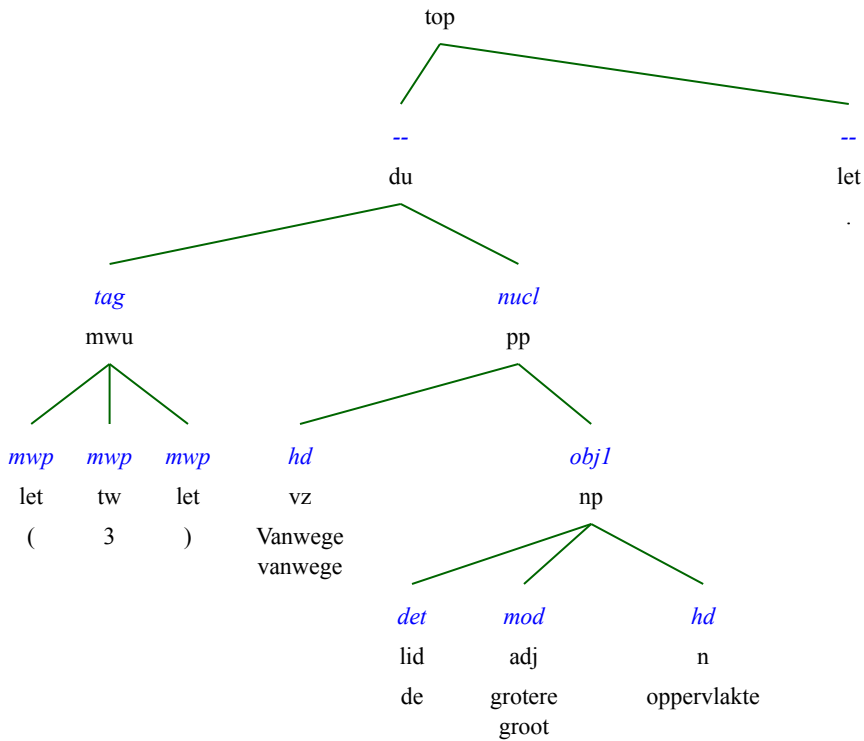 top
-- --
du let
.
tag nucl
mwu pp
mwp mwp mwp hd obj1
let tw let vz np
( 3 ) Vanwege
vanwege
det mod hd
lid adj n
de grotere oppervlakte
groot